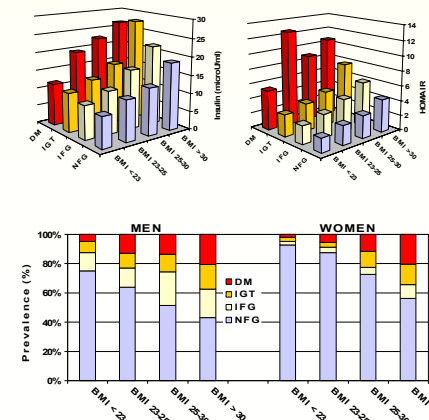 30
25
20
15
10
5
0
Insulin (microU/ml)
DM
IGT
IFG
NFG
BMI <23
BMI 23-25
BMI 25-30
BMI >30
14
12
10
8
6
4
2
0
HOMA IR
DM
IGT
IFG
NFG
BMI <23
BMI 23-25
BMI 25-30
BMI >30
MEN
WOMEN
100%
80%
60%
40%
20%
0%
Prevalence (%)
DM
IGT
IFG
NFG
BMI < 23
BMI 23-25
BMI 25-30
BMI > 30
BMI < 23
BMI 23-25
BMI 25-30
BMI